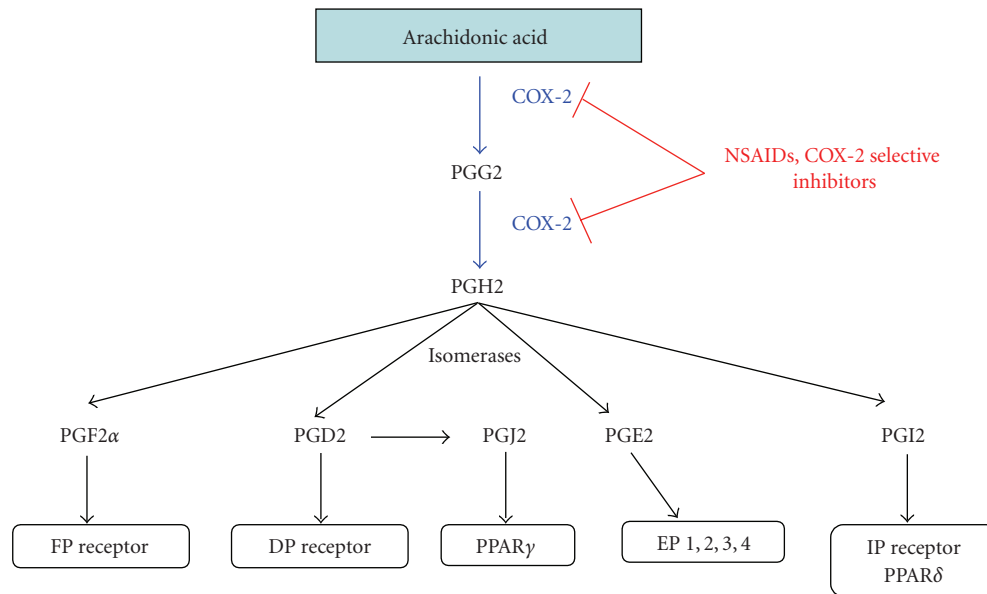 Arachidonic acid
COX-2
NSAIDs, COX-2 selective
inhibitors
PGG2
COX-2
PGH2
Isomerases
PGF2α
PGD2
PGJ2
PGE2
PGI2
FP receptor
DP receptor
PPARγ
EP 1, 2, 3, 4
IP receptor
PPARδ